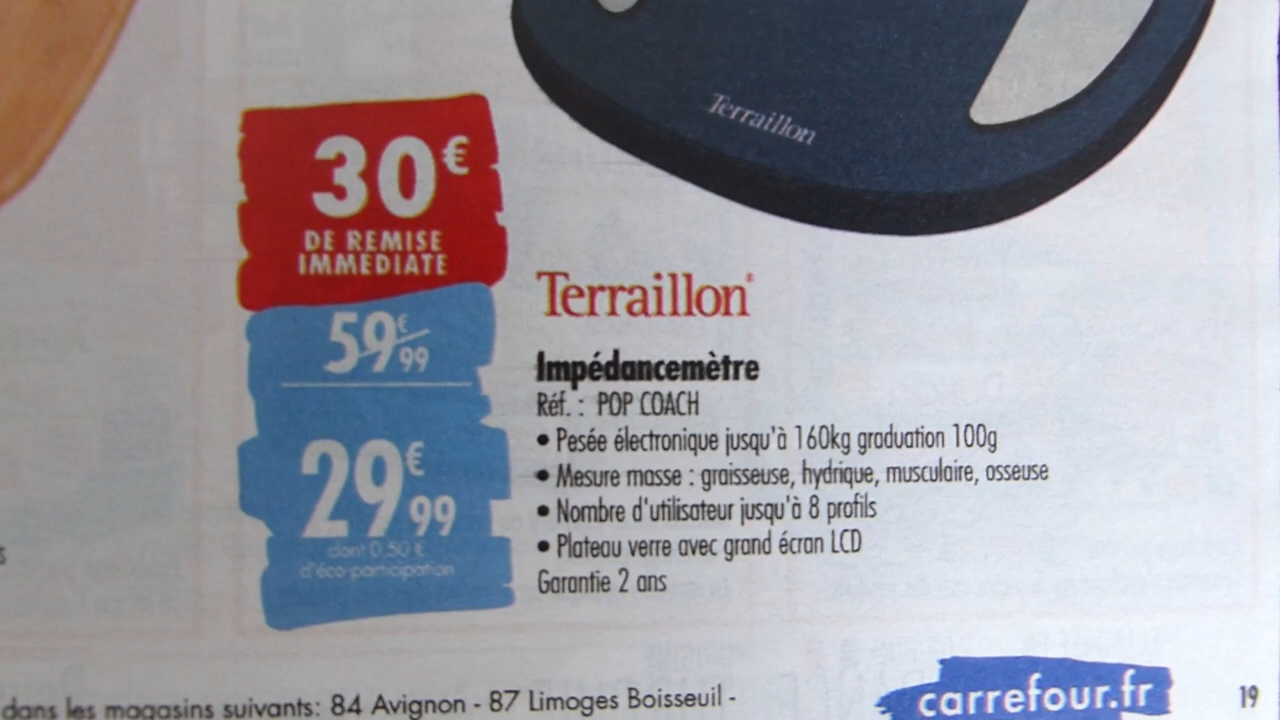 Terraillon
30€
DE REMISE
IMMÉDIATE
59€99
29€99
dont 0.50 €
d'éco-participation
Terraillon®
Impédancemètre
Réf. : POP COACH
• Pesée électronique jusqu'à 160kg graduation 100g
• Mesure masse : graisseuse, hydrique, musculaire, osseuse
• Nombre d'utilisateur jusqu'à 8 profils
• Plateau verre avec grand écran LCD
Garantie 2 ans
dans les magasins suivants: 84 Avignon - 87 Limoges Boisseuil -
carrefour.fr
19